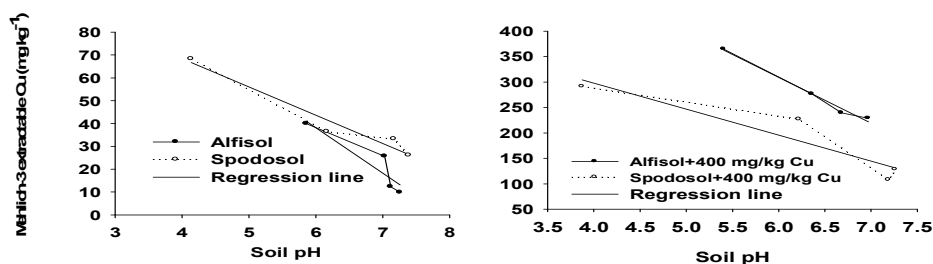 Mehlich-3 extractable Cu (mg kg-1)
80
70
60
50
40
30
20
10
0
Alfisol
Spodosol
Regression line
3 4 5 6 7 8
Soil pH
400
350
300
250
200
150
100
50
Alfisol+400 mg/kg Cu
Spodosol+400 mg/kg Cu
Regression line
3.5 4.0 4.5 5.0 5.5 6.0 6.5 7.0 7.5
Soil pH